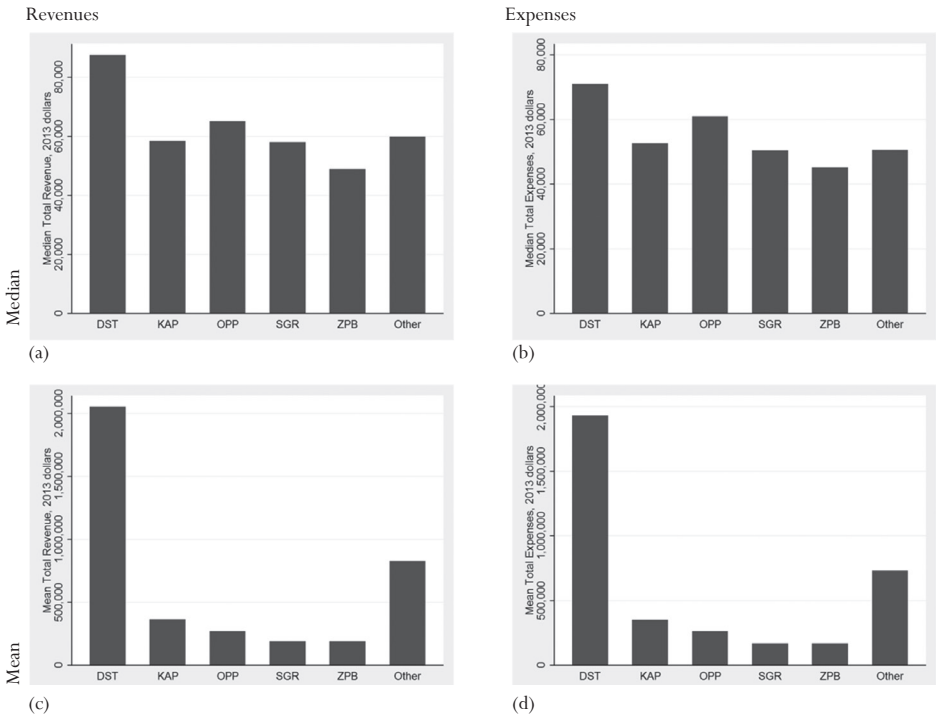 Revenues
Expenses
Median
Median Total Revenue, 2013 dollars
80,000
60,000
40,000
20,000
0
DST KAP OPP SGR ZPB Other
(a)
Median Total Expenses, 2013 dollars
80,000
60,000
40,000
20,000
0
DST KAP OPP SGR ZPB Other
(b)
Mean
Mean Total Revenue, 2013 dollars
2,000,000
1,500,000
1,000,000
500,000
0
DST KAP OPP SGR ZPB Other
(c)
Mean Total Expenses, 2013 dollars
2,000,000
1,500,000
1,000,000
500,000
0
DST KAP OPP SGR ZPB Other
(d)